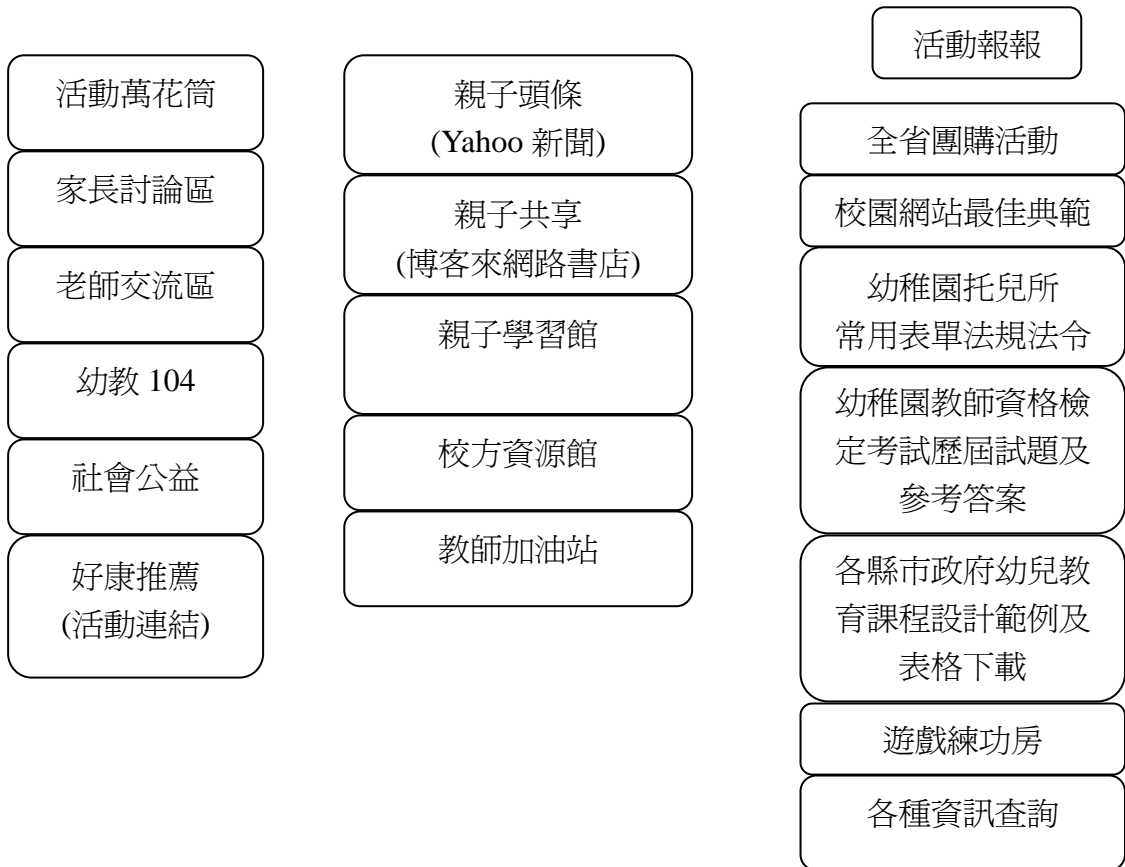 活動萬花筒
家長討論區
老師交流區
幼教 104
社會公益
好康推薦
(活動連結)
親子頭條
(Yahoo 新聞)
親子共享
(博客來網路書店)
親子學習館
校方資源館
教師加油站
活動報報
全省團購活動
校園網站最佳典範
幼稚園托兒所
常用表單法規法令
幼稚園教師資格檢
定考試歷屆試題及
參考答案
各縣市政府幼兒教
育課程設計範例及
表格下載
遊戲練功房
各種資訊查詢